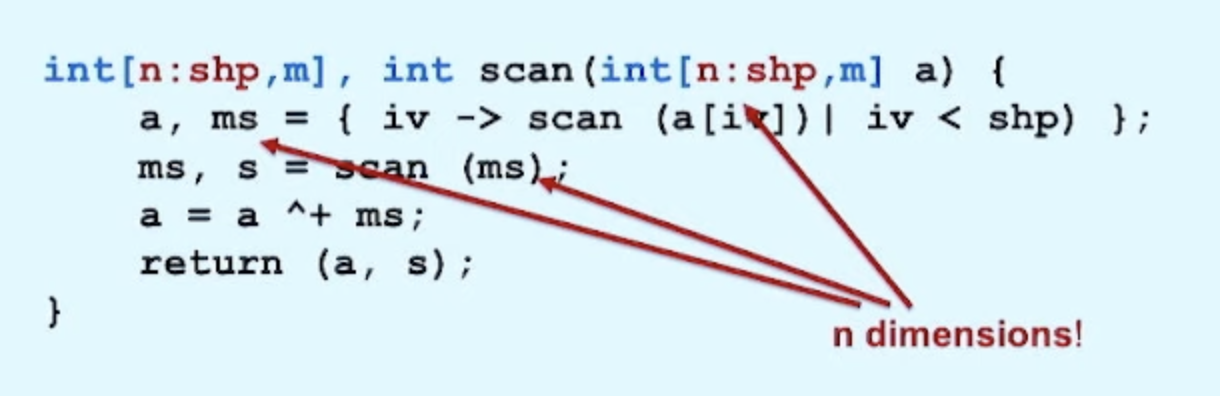 int[n:shp,m], int scan(int[n:shp,m] a) {
a, ms = { iv -> scan (a[iv])| iv < shp) };
ms, s = scan (ms);
a = a ^+ ms;
return (a, s);
}
n dimensions!